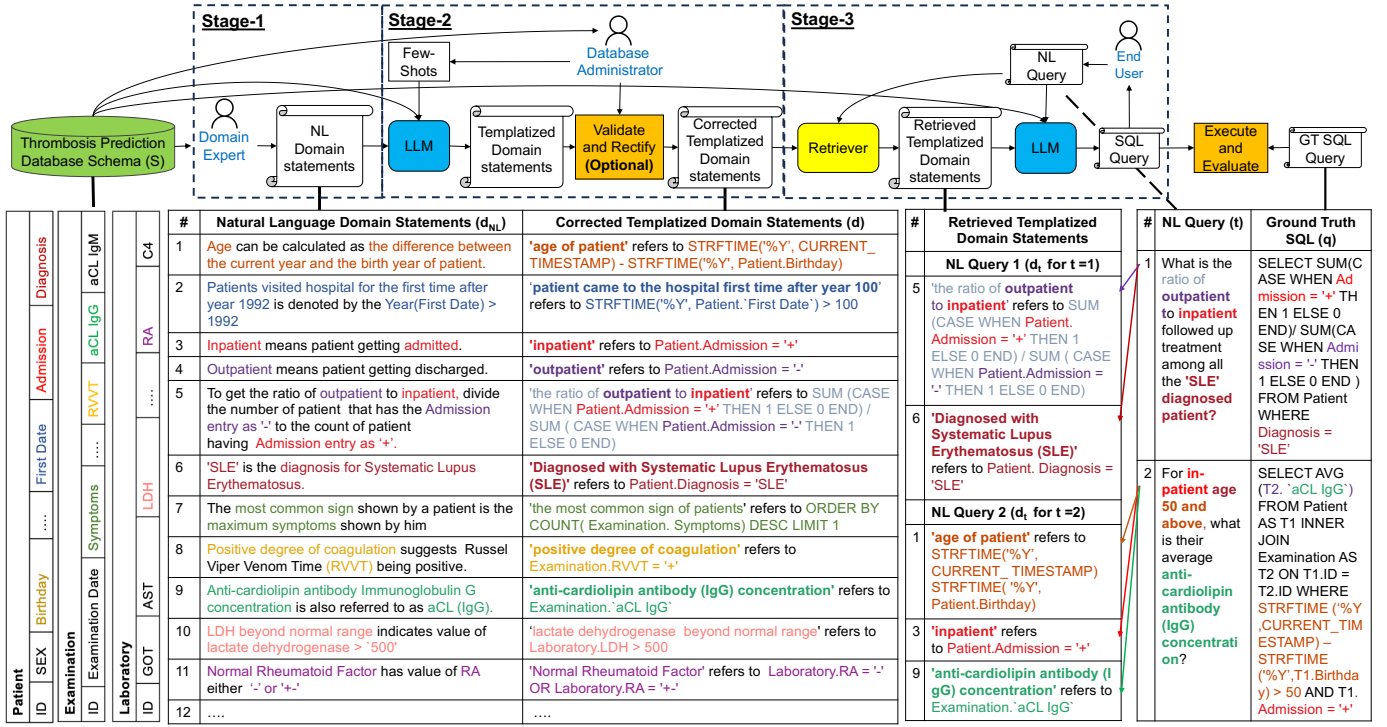 Stage-1
Stage-2
Stage-3
Few-
Shots
Database
Administrator
NL
Query
End
User
Thrombosis Prediction
Database Schema (S)
Domain
Expert
NL
Domain
statements
LLM
Templatized
Domain
statements
Validate
and Rectify
(Optional)
Corrected
Templatized
Domain
statements
Retriever
Retrieved
Templatized
Domain
statements
LLM
SQL
Query
Execute
and
Evaluate
GT SQL
Query
Patient
ID
SEX
Birthday
.....
First Date
Admission
Diagnosis
Examination
ID
Examination Date
Symptoms
....
RVVT
aCL IgG
aCL IgM
Laboratory
ID
GOT
AST
LDH
.....
RA
C4
# Natural Language Domain Statements (dNL) Corrected Templatized Domain Statements (d)
1 Age can be calculated as the difference between
the current year and the birth year of patient.
'age of patient' refers to STRFTIME('%Y', CURRENT_
TIMESTAMP) - STRFTIME('%Y', Patient.Birthday)
2 Patients visited hospital for the first time after
year 1992 is denoted by the Year(First Date) >
1992
'patient came to the hospital first time after year 100'
refers to STRFTIME('%Y', Patient.`First Date`) > 100
3 Inpatient means patient getting admitted.
'inpatient' refers to Patient.Admission = '+'
4 Outpatient means patient getting discharged.
'outpatient' refers to Patient.Admission = '-'
5 To get the ratio of outpatient to inpatient, divide
the number of patient that has the Admission
entry as '-' to the count of patient
having Admission entry as '+'.
'the ratio of outpatient to inpatient' refers to SUM (CASE
WHEN Patient.Admission = '+' THEN 1 ELSE 0 END) /
SUM ( CASE WHEN Patient.Admission = '-' THEN 1
ELSE 0 END)
6 'SLE' is the diagnosis for Systematic Lupus
Erythematosus.
'Diagnosed with Systematic Lupus Erythematosus
(SLE)' refers to Patient.Diagnosis = 'SLE'
7 The most common sign shown by a patient is the
maximum symptoms shown by him
'the most common sign of patients' refers to ORDER BY
COUNT( Examination. Symptoms) DESC LIMIT 1
8 Positive degree of coagulation suggests Russel
Viper Venom Time (RVVT) being positive.
'positive degree of coagulation' refers to
Examination.RVVT = '+'
9 Anti-cardiolipin antibody Immunoglobulin G
concentration is also referred to as aCL (IgG).
'anti-cardiolipin antibody (IgG) concentration' refers to
Examination.`aCL IgG`
10 LDH beyond normal range indicates value of
lactate dehydrogenase > `500'
'lactate dehydrogenase beyond normal range' refers to
Laboratory.LDH > 500
11 Normal Rheumatoid Factor has value of RA
either '-' or '+-'
'Normal Rheumatoid Factor' refers to Laboratory.RA = '-'
OR Laboratory.RA = '+-'
12 .... ....
# Retrieved Templatized
Domain Statements
NL Query 1 (dt for t =1)
5 'the ratio of outpatient
to inpatient' refers to SUM
(CASE WHEN Patient.
Admission = '+' THEN 1
ELSE 0 END) / SUM ( CASE
WHEN Patient.Admission =
'-' THEN 1 ELSE 0 END)
6 'Diagnosed with
Systematic Lupus
Erythematosus (SLE)'
refers to Patient. Diagnosis =
'SLE'
NL Query 2 (dt for t =2)
1 'age of patient' refers to
STRFTIME('%Y',
CURRENT_ TIMESTAMP)
STRFTIME( '%Y',
Patient.Birthday)
3 'inpatient' refers
to Patient.Admission = '+'
9 'anti-cardiolipin antibody (I
gG) concentration' refers to
Examination.`aCL IgG`
# NL Query (t) Ground Truth
SQL (q)
1 What is the
ratio of
outpatient
to inpatient
followed up
treatment
among all
the 'SLE'
diagnosed
patient?
SELECT SUM(C
ASE WHEN Ad
mission = '+' TH
EN 1 ELSE 0
END)/ SUM(CA
SE WHEN Admi
ssion = '-' THEN
1 ELSE 0 END )
FROM Patient
WHERE
Diagnosis =
'SLE'
2 For in-
patient age
50 and
above, what
is their
average
anti-
cardiolipin
antibody
(IgG)
concentrati
on?
SELECT AVG
(T2. `aCL IgG`)
FROM Patient
AS T1 INNER
JOIN
Examination AS
T2 ON T1.ID =
T2.ID WHERE
STRFTIME ('%Y'
,CURRENT_TIM
ESTAMP) –
STRFTIME
('%Y',T1.Birthda
y) > 50 AND T1.
Admission = '+'